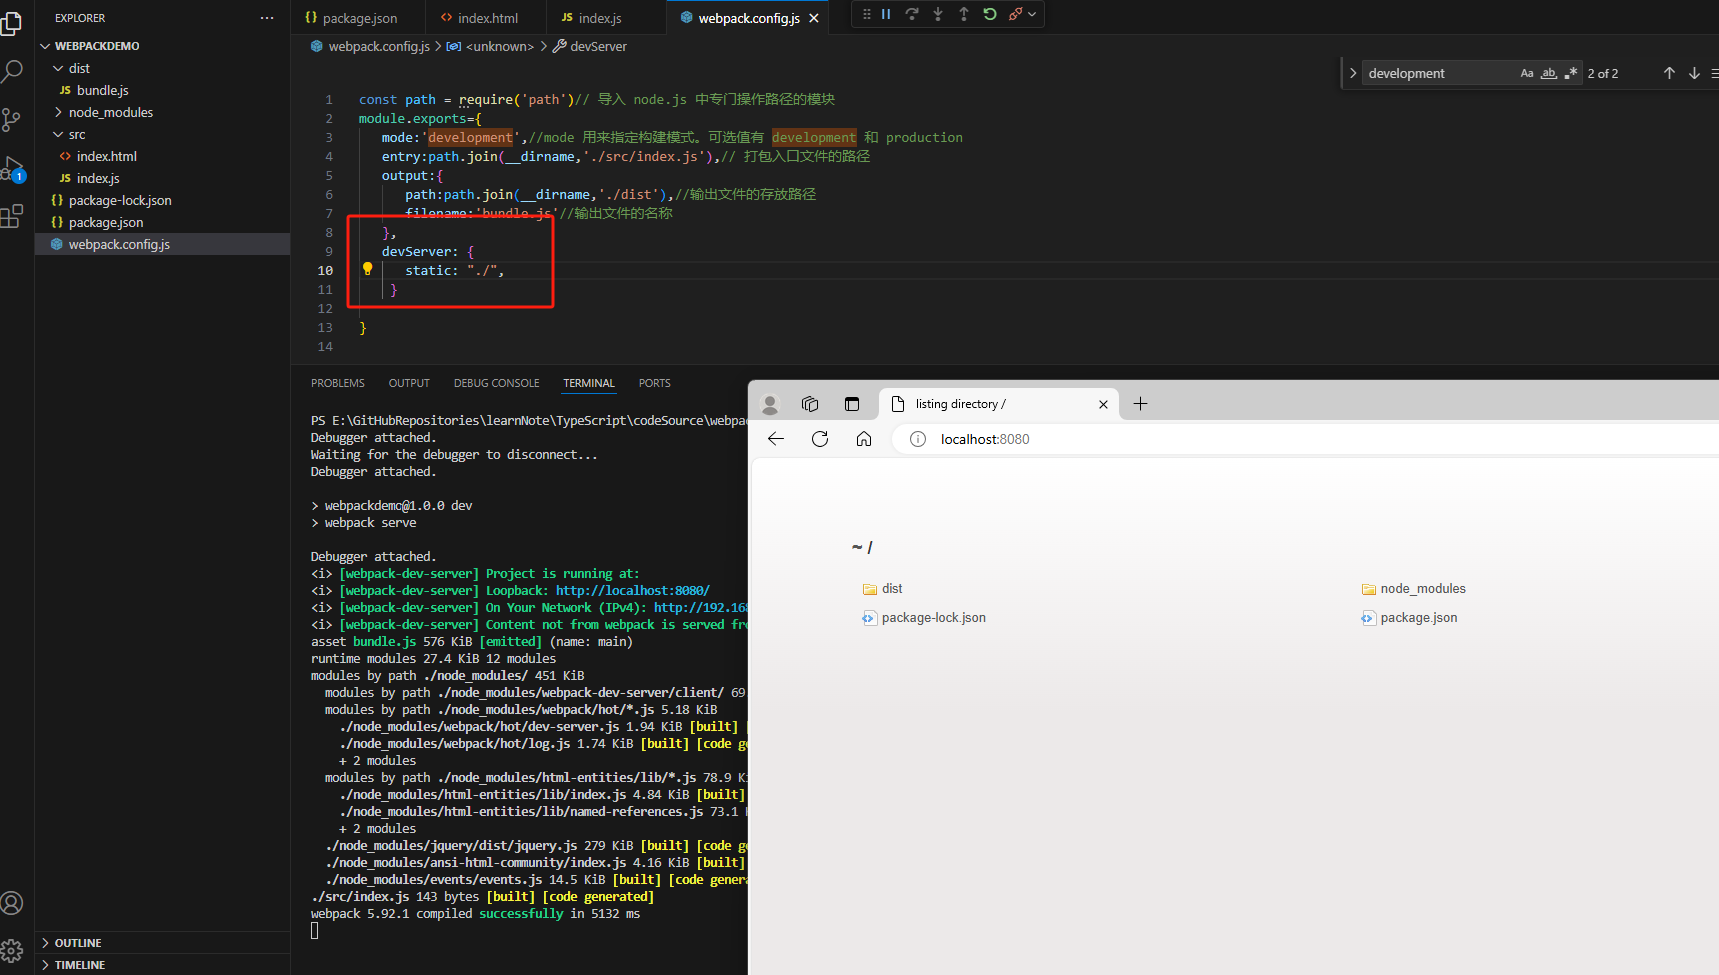 EXPLORER
WEBPACKDEMO
dist
JS bundle.js
node_modules
src
<> index.html
JS index.js
{} package-lock.json
{} package.json
webpack.config.js
OUTLINE
TIMELINE
1
{} package.json
<> index.html
JS index.js
webpack.config.js
webpack.config.js > <unknown> > devServer
development
Aa ab .*
2 of 2
1 const path = require('path')// 导入 node.js 中专门操作路径的模块
2 module.exports={
3 mode:'development',//mode 用来指定构建模式。可选值有 development 和 production
4 entry:path.join(__dirname,'./src/index.js'),// 打包入口文件的路径
5 output:{
6 path:path.join(__dirname,'./dist'),//输出文件的存放路径
7 filename:'bundle.js'//输出文件的名称
8 },
9 devServer: {
10 static: "./",
11 }
12
13 }
14
PROBLEMS OUTPUT DEBUG CONSOLE TERMINAL PORTS
PS E:\GitHubRepositories\learnNote\TypeScript\codeSource\webpac
Debugger attached.
Waiting for the debugger to disconnect...
Debugger attached.
> webpackdemo@1.0.0 dev
> webpack serve
Debugger attached.
<i> [webpack-dev-server] Project is running at:
<i> [webpack-dev-server] Loopback: http://localhost:8080/
<i> [webpack-dev-server] On Your Network (IPv4): http://192.168
<i> [webpack-dev-server] Content not from webpack is served fro
asset bundle.js 576 KiB [emitted] (name: main)
runtime modules 27.4 KiB 12 modules
modules by path ./node_modules/ 451 KiB
modules by path ./node_modules/webpack-dev-server/client/ 69
modules by path ./node_modules/webpack/hot/*.js 5.18 KiB
./node_modules/webpack/hot/dev-server.js 1.94 KiB [built] [
./node_modules/webpack/hot/log.js 1.74 KiB [built] [code ge
+ 2 modules
modules by path ./node_modules/html-entities/lib/*.js 78.9 Ki
./node_modules/html-entities/lib/index.js 4.84 KiB [built]
./node_modules/html-entities/lib/named-references.js 73.1 K
+ 2 modules
./node_modules/jquery/dist/jquery.js 279 KiB [built] [code ge
./node_modules/ansi-html-community/index.js 4.16 KiB [built]
./node_modules/events/events.js 14.5 KiB [built] [code genera
./src/index.js 143 bytes [built] [code generated]
webpack 5.92.1 compiled successfully in 5132 ms
listing directory /
localhost:8080
~ /
dist
node_modules
package-lock.json
package.json